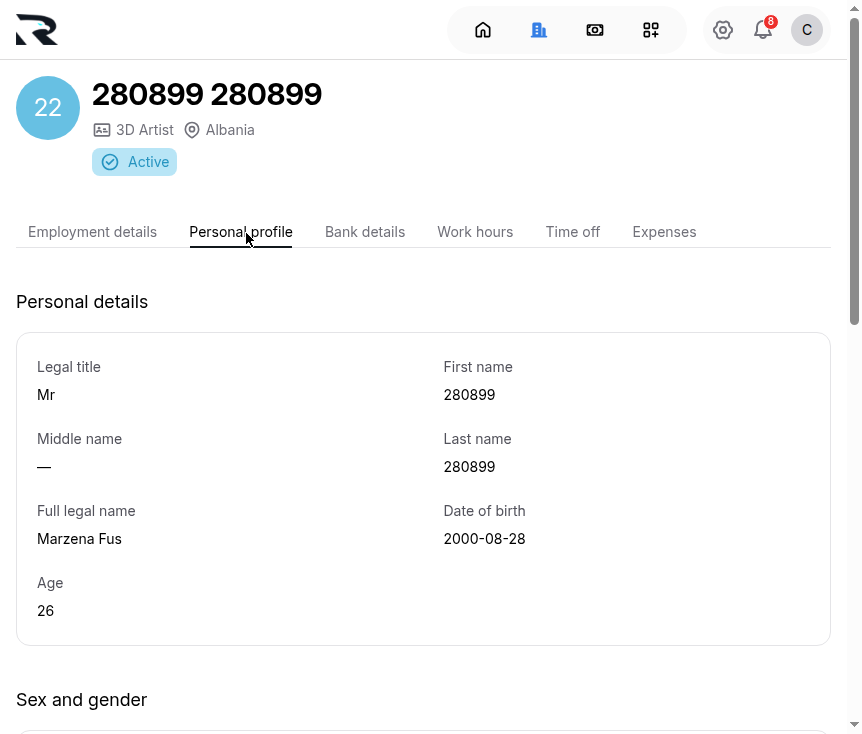 8
C
22
280899 280899
3D Artist Albania
Active
Employment details Personal profile Bank details Work hours Time off Expenses
Personal details
Legal title First name
Mr 280899
Middle name Last name
— 280899
Full legal name Date of birth
Marzena Fus 2000-08-28
Age
26
Sex and gender